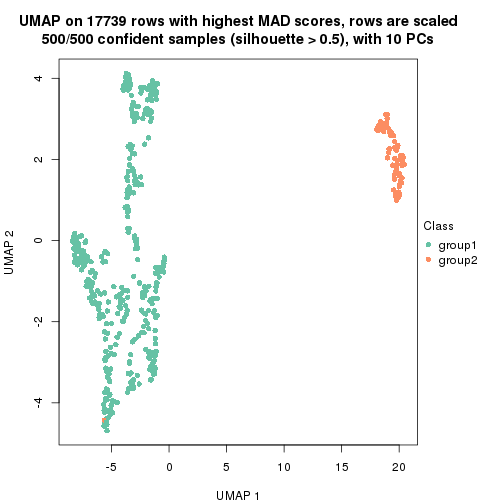 UMAP on 17739 rows with highest MAD scores, rows are scaled
500/500 confident samples (silhouette > 0.5), with 10 PCs
4
2
0
-2
-4
UMAP 2
-5
0
5
10
15
20
UMAP 1
Class
group1
group2